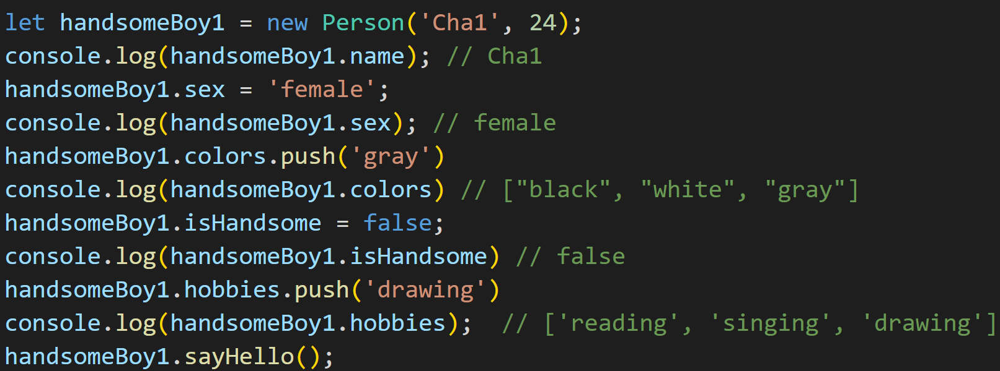 let handsomeBoy1 = new Person('Cha1', 24);
console.log(handsomeBoy1.name); // Cha1
handsomeBoy1.sex = 'female';
console.log(handsomeBoy1.sex); // female
handsomeBoy1.colors.push('gray')
console.log(handsomeBoy1.colors) // ["black", "white", "gray"]
handsomeBoy1.isHandsome = false;
console.log(handsomeBoy1.isHandsome) // false
handsomeBoy1.hobbies.push('drawing')
console.log(handsomeBoy1.hobbies);  // ['reading', 'singing', 'drawing']
handsomeBoy1.sayHello();